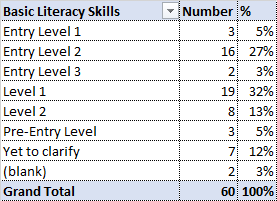 Basic Literacy Skills Number %
Entry Level 1 3 5%
Entry Level 2 16 27%
Entry Level 3 2 3%
Level 1 19 32%
Level 2 8 13%
Pre-Entry Level 3 5%
Yet to clarify 7 12%
(blank) 2 3%
Grand Total 60 100%